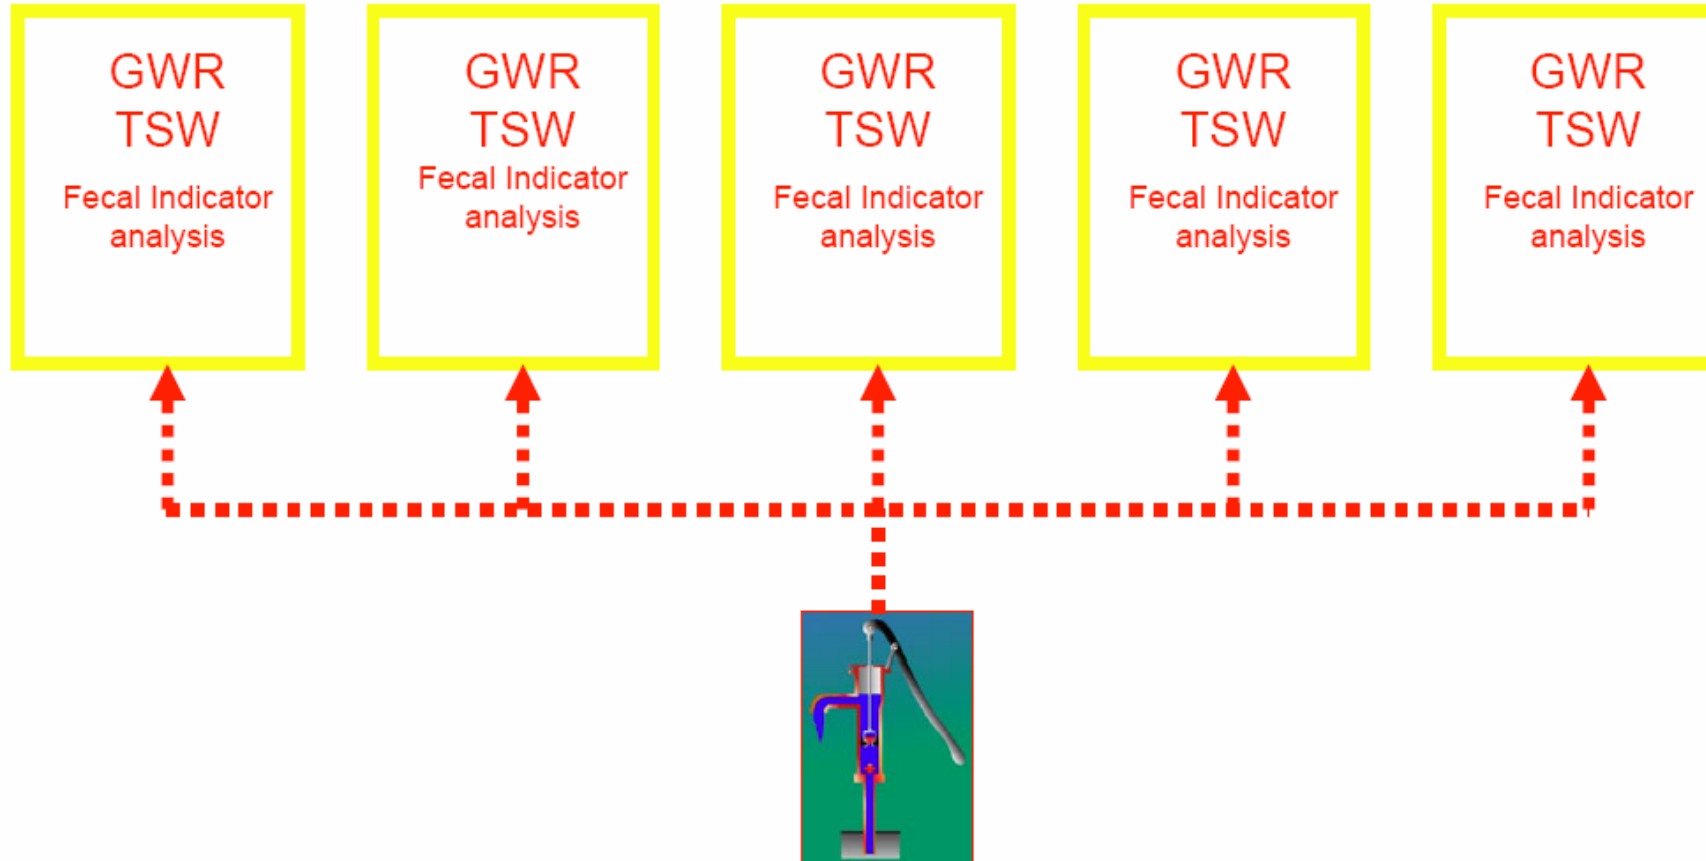 GWR
TSW
Fecal Indicator
analysis
GWR
TSW
Fecal Indicator
analysis
GWR
TSW
Fecal Indicator
analysis
GWR
TSW
Fecal Indicator
analysis
GWR
TSW
Fecal Indicator
analysis